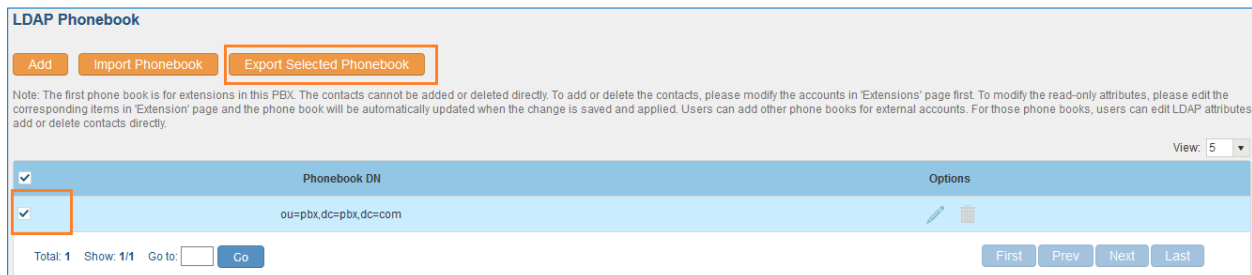 LDAP Phonebook
Add Import Phonebook Export Selected Phonebook
Note: The first phone book is for extensions in this PBX. The contacts cannot be added or deleted directly. To add or delete the contacts, please modify the accounts in 'Extensions' page first. To modify the read-only attributes, please edit the
corresponding items in 'Extension' page and the phone book will be automatically updated when the change is saved and applied. Users can add other phone books for external accounts. For those phone books, users can edit LDAP attributes
add or delete contacts directly.
View: 5
Phonebook DN Options
ou=pbx,dc=pbx,dc=com
Total: 1 Show: 1/1 Go to: Go First Prev Next Last